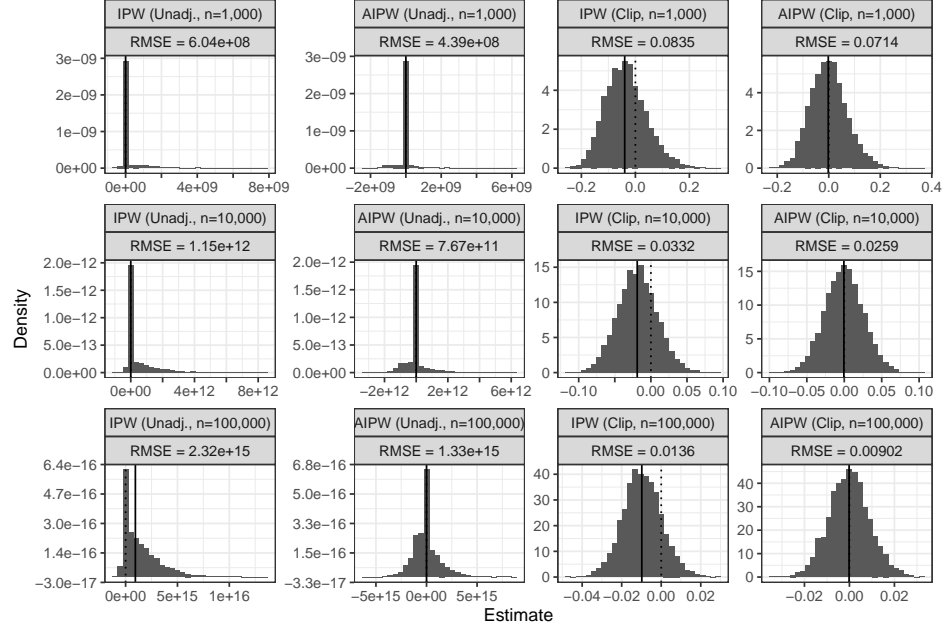 IPW (Unadj., n=1,000)
RMSE = 6.04e+08
3e−09
2e−09
1e−09
0e+00
0e+00 4e+09 8e+09
AIPW (Unadj., n=1,000)
RMSE = 4.39e+08
3e−09
2e−09
1e−09
0e+00
−2e+09 2e+09 6e+09
IPW (Clip, n=1,000)
RMSE = 0.0835
4
2
0
−0.2 0.0 0.2
AIPW (Clip, n=1,000)
RMSE = 0.0714
4
2
0
−0.2 0.0 0.2 0.4
IPW (Unadj., n=10,000)
RMSE = 1.15e+12
2.0e−12
1.5e−12
1.0e−12
5.0e−13
0.0e+00
0e+00 4e+12 8e+12
AIPW (Unadj., n=10,000)
RMSE = 7.67e+11
2.0e−12
1.5e−12
1.0e−12
5.0e−13
0.0e+00
−3e+12 0e+00 3e+12 6e+12
IPW (Clip, n=10,000)
RMSE = 0.0332
15
10
5
0
−0.10 −0.05 0.00 0.05
AIPW (Clip, n=10,000)
RMSE = 0.0259
15
10
5
0
−0.10 −0.05 0.00 0.05 0.10
IPW (Unadj., n=100,000)
RMSE = 2.32e+15
6.4e−16
4.7e−16
3.0e−16
1.4e−16
−3.0e−17
0e+00 5e+15 1e+16
AIPW (Unadj., n=100,000)
RMSE = 1.33e+15
6.8e−16
5.1e−16
3.3e−16
1.5e−16
−3.3e−17
−5e+15 0e+00 5e+15
IPW (Clip, n=100,000)
RMSE = 0.0136
40
30
20
10
0
−0.04 −0.02 0.00 0.02
AIPW (Clip, n=100,000)
RMSE = 0.00902
40
30
20
10
0
−0.02 0.00 0.02
Density
Estimate